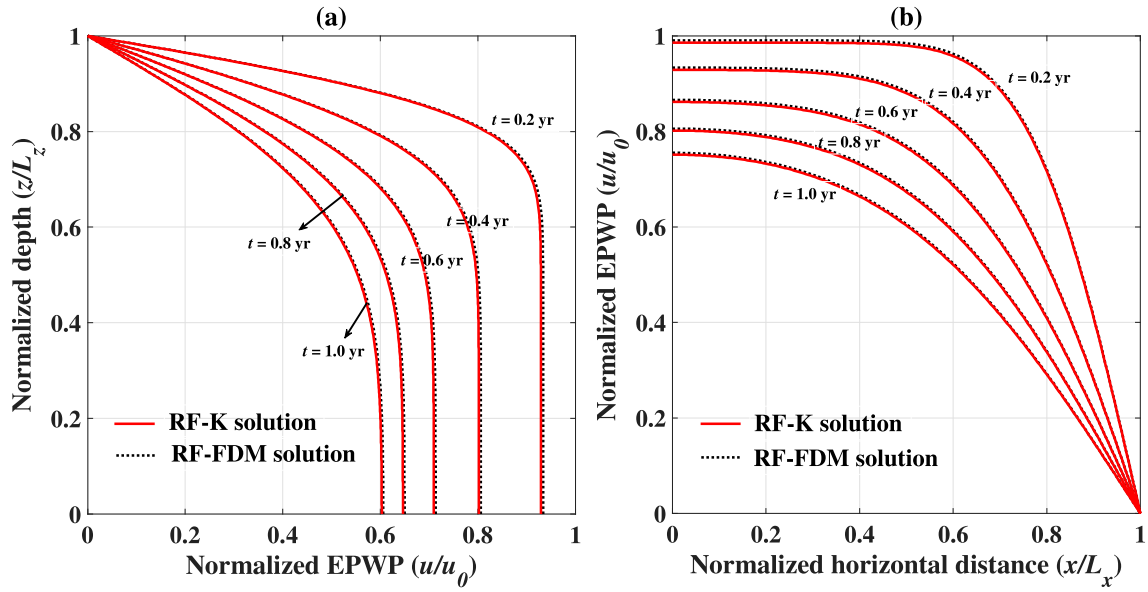 (a)
1
0.8
0.6
0.4
0.2
0
Normalized depth (z/L_z)
t = 0.2 yr
t = 0.4 yr
t = 0.6 yr
t = 0.8 yr
t = 1.0 yr
RF-K solution
RF-FDM solution
0 0.2 0.4 0.6 0.8 1
Normalized EPWP (u/u_0)
(b)
1
0.8
0.6
0.4
0.2
0
Normalized EPWP (u/u_0)
t = 0.2 yr
t = 0.4 yr
t = 0.6 yr
t = 0.8 yr
t = 1.0 yr
RF-K solution
RF-FDM solution
0 0.2 0.4 0.6 0.8 1
Normalized horizontal distance (x/L_x)